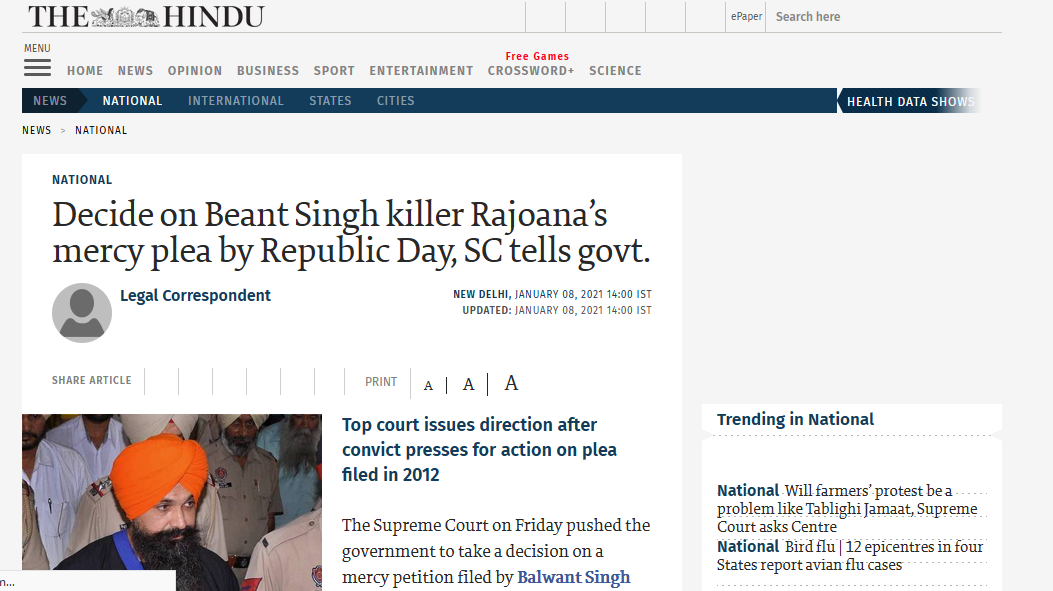 THE HINDU
ePaper
Search here
MENU
Free Games
HOME NEWS OPINION BUSINESS SPORT ENTERTAINMENT CROSSWORD+ SCIENCE
NEWS NATIONAL INTERNATIONAL STATES CITIES
HEALTH DATA SHOWS
NEWS > NATIONAL
NATIONAL
Decide on Beant Singh killer Rajoana’s
mercy plea by Republic Day, SC tells govt.
Legal Correspondent
NEW DELHI, JANUARY 08, 2021 14:00 IST
UPDATED: JANUARY 08, 2021 14:00 IST
SHARE ARTICLE
PRINT A | A | A
Top court issues direction after
convict presses for action on plea
filed in 2012
The Supreme Court on Friday pushed the
government to take a decision on a
mercy petition filed by Balwant Singh
Trending in National
National Will farmers’ protest be a
problem like Tablighi Jamaat, Supreme
Court asks Centre
National Bird flu | 12 epicentres in four
States report avian flu cases
m...